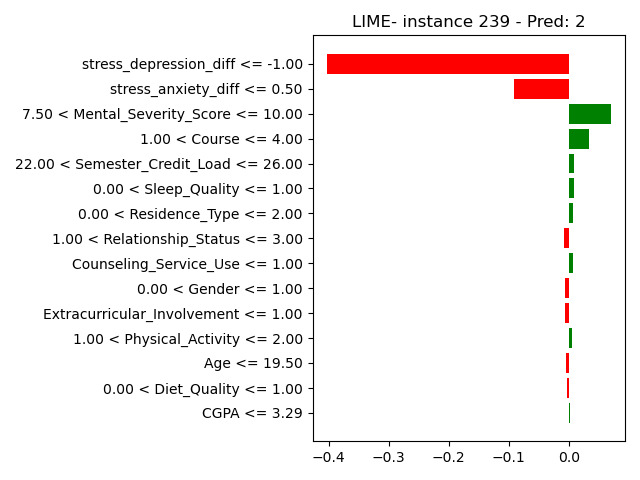 LIME- instance 239 - Pred: 2
stress_depression_diff <= -1.00
stress_anxiety_diff <= 0.50
7.50 < Mental_Severity_Score <= 10.00
1.00 < Course <= 4.00
22.00 < Semester_Credit_Load <= 26.00
0.00 < Sleep_Quality <= 1.00
0.00 < Residence_Type <= 2.00
1.00 < Relationship_Status <= 3.00
Counseling_Service_Use <= 1.00
0.00 < Gender <= 1.00
Extracurricular_Involvement <= 1.00
1.00 < Physical_Activity <= 2.00
Age <= 19.50
0.00 < Diet_Quality <= 1.00
CGPA <= 3.29
−0.4 −0.3 −0.2 −0.1 0.0